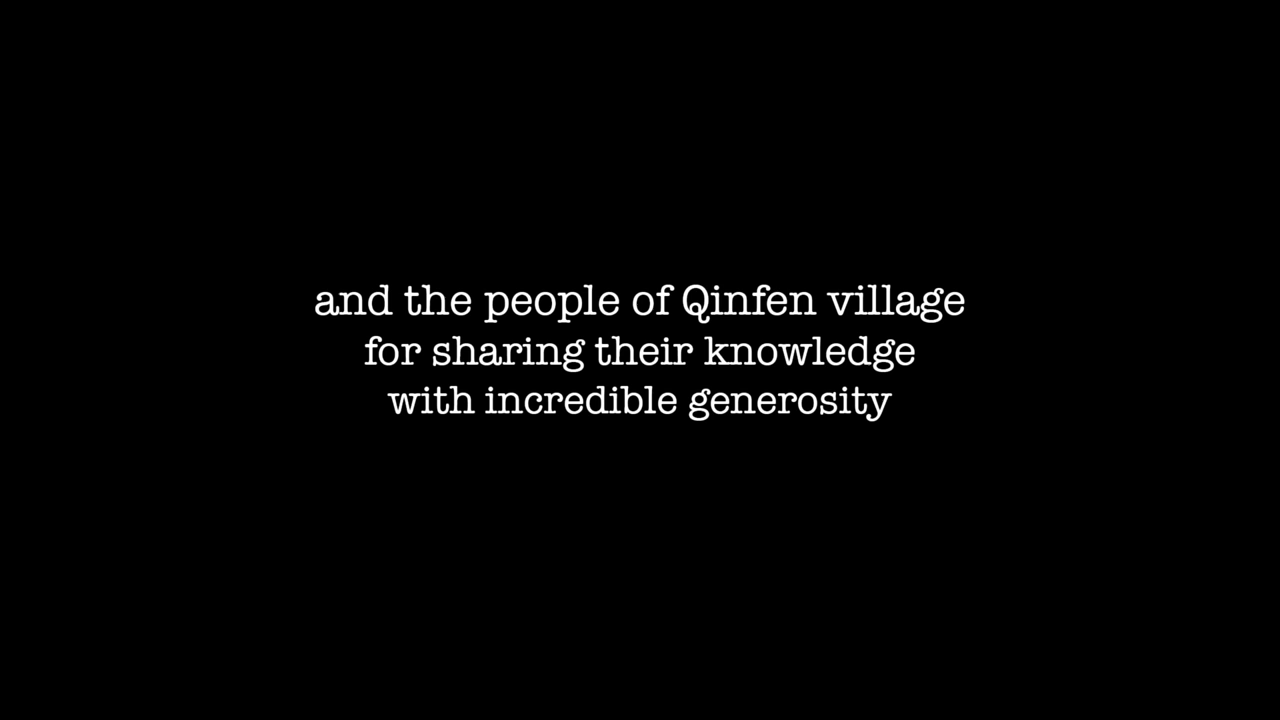 and the people of Qinfen village
for sharing their knowledge
with incredible generosity